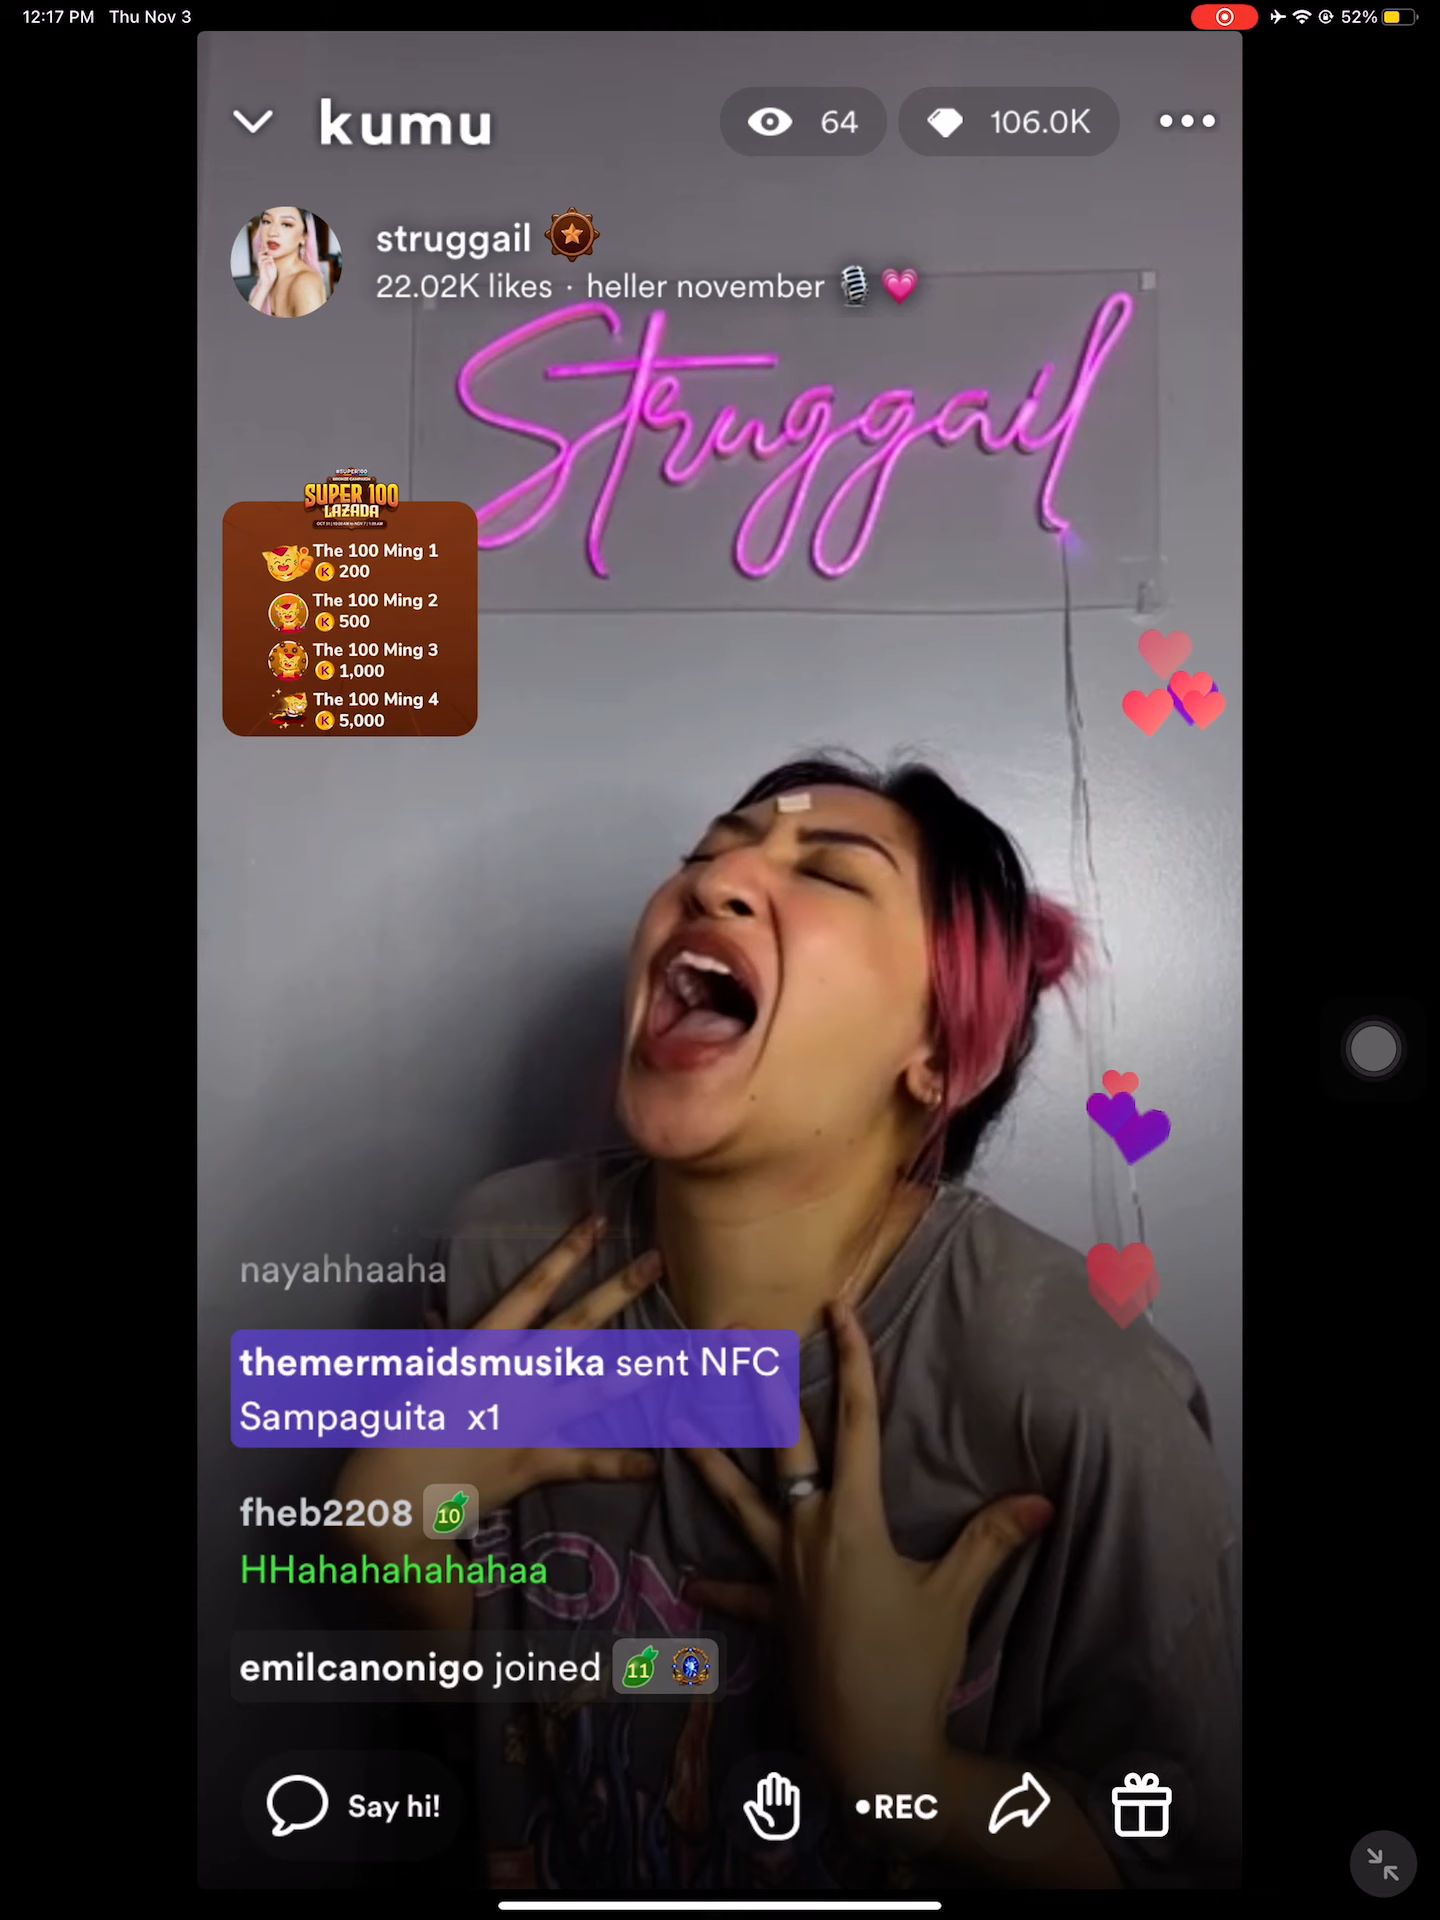 12:17 PM Thu Nov 3
52%
kumu
64
106.0K
struggail
22.02K likes · heller november
Struggail
#SUPER100
BRONZE CAMPAIGN
SUPER 100
LAZADA
The 100 Ming 1
K 200
The 100 Ming 2
K 500
The 100 Ming 3
K 1,000
The 100 Ming 4
K 5,000
nayahhaaha
themermaidsmusika sent NFC
Sampaguita x1
fheb2208 10
HHahahahahahaa
emilcanonigo joined 11
Say hi!
•REC